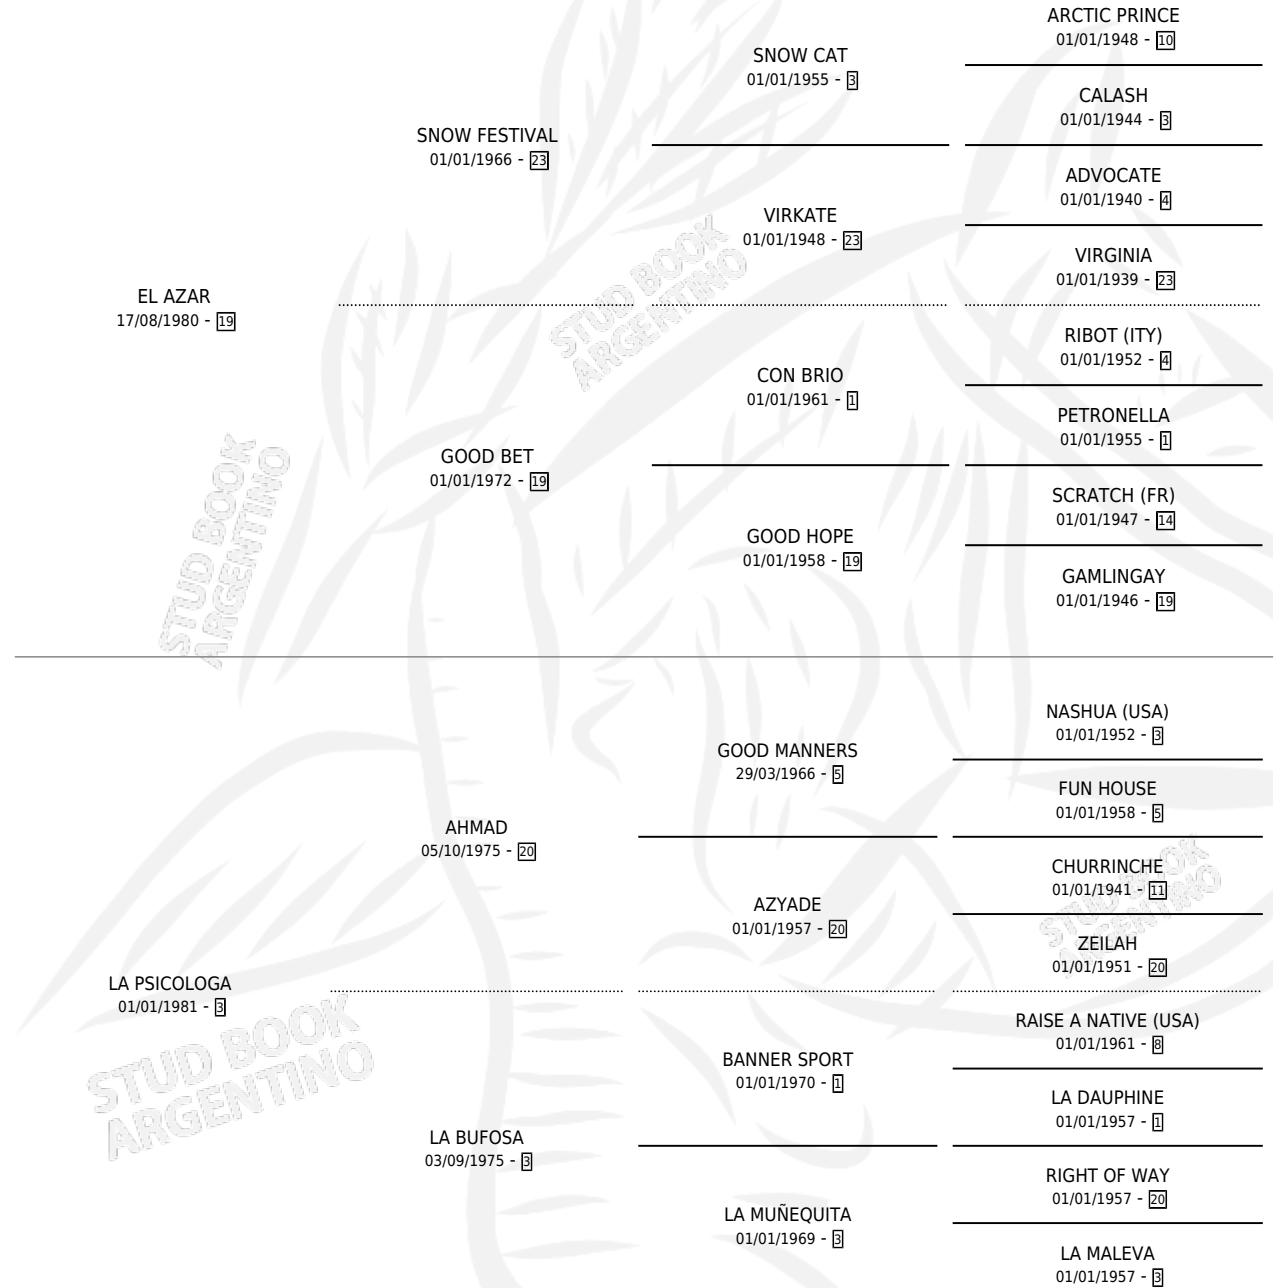 ARCTIC PRINCE
01/01/1948 - 10
SNOW CAT
01/01/1955 - 3
CALASH
01/01/1944 - 3
SNOW FESTIVAL
01/01/1966 - 23
ADVOCATE
01/01/1940 - 4
VIRKATE
01/01/1948 - 23
VIRGINIA
01/01/1939 - 23
EL AZAR
17/08/1980 - 19
RIBOT (ITY)
01/01/1952 - 4
CON BRIO
01/01/1961 - 1
PETRONELLA
01/01/1955 - 1
GOOD BET
01/01/1972 - 19
SCRATCH (FR)
01/01/1947 - 14
GOOD HOPE
01/01/1958 - 19
GAMLINGAY
01/01/1946 - 19
NASHUA (USA)
01/01/1952 - 3
GOOD MANNERS
29/03/1966 - 5
FUN HOUSE
01/01/1958 - 5
AHMAD
05/10/1975 - 20
CHURRINCHE
01/01/1941 - 11
AZYADE
01/01/1957 - 20
ZEILAH
01/01/1951 - 20
LA PSICOLOGA
01/01/1981 - 3
RAISE A NATIVE (USA)
01/01/1961 - 8
BANNER SPORT
01/01/1970 - 1
LA DAUPHINE
01/01/1957 - 1
LA BUFOSA
03/09/1975 - 3
RIGHT OF WAY
01/01/1957 - 20
LA MUÑEQUITA
01/01/1969 - 3
LA MALEVA
01/01/1957 - 3
STUD BOOK
ARGENTINO
STUD BOOK
ARGENTINO
STUD BOOK
ARGENTINO
STUD BOOK
ARGENTINO